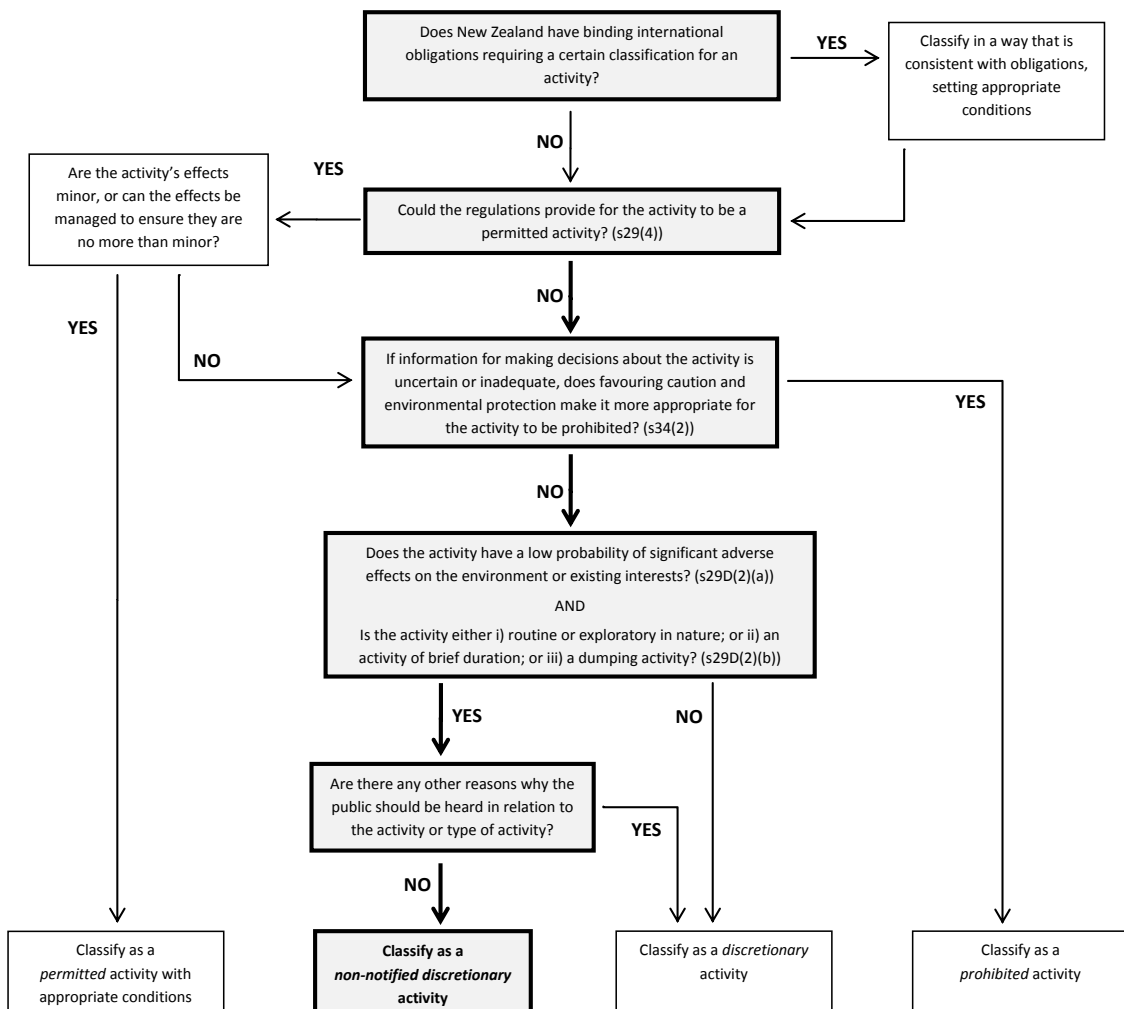 Does New Zealand have binding international
obligations requiring a certain classification for an
activity?
YES
Classify in a way that is
consistent with obligations,
setting appropriate
conditions
NO
Are the activity’s effects
minor, or can the effects be
managed to ensure they are
no more than minor?
YES
Could the regulations provide for the activity to be a
permitted activity? (s29(4))
NO
YES
NO
If information for making decisions about the activity is
uncertain or inadequate, does favouring caution and
environmental protection make it more appropriate for
the activity to be prohibited? (s34(2))
YES
NO
Does the activity have a low probability of significant adverse
effects on the environment or existing interests? (s29D(2)(a))
AND
Is the activity either i) routine or exploratory in nature; or ii) an
activity of brief duration; or iii) a dumping activity? (s29D(2)(b))
YES
NO
Are there any other reasons why the
public should be heard in relation to
the activity or type of activity?
YES
NO
Classify as a
permitted activity with
appropriate conditions
Classify as a
non-notified discretionary
activity
Classify as a discretionary
activity
Classify as a
prohibited activity